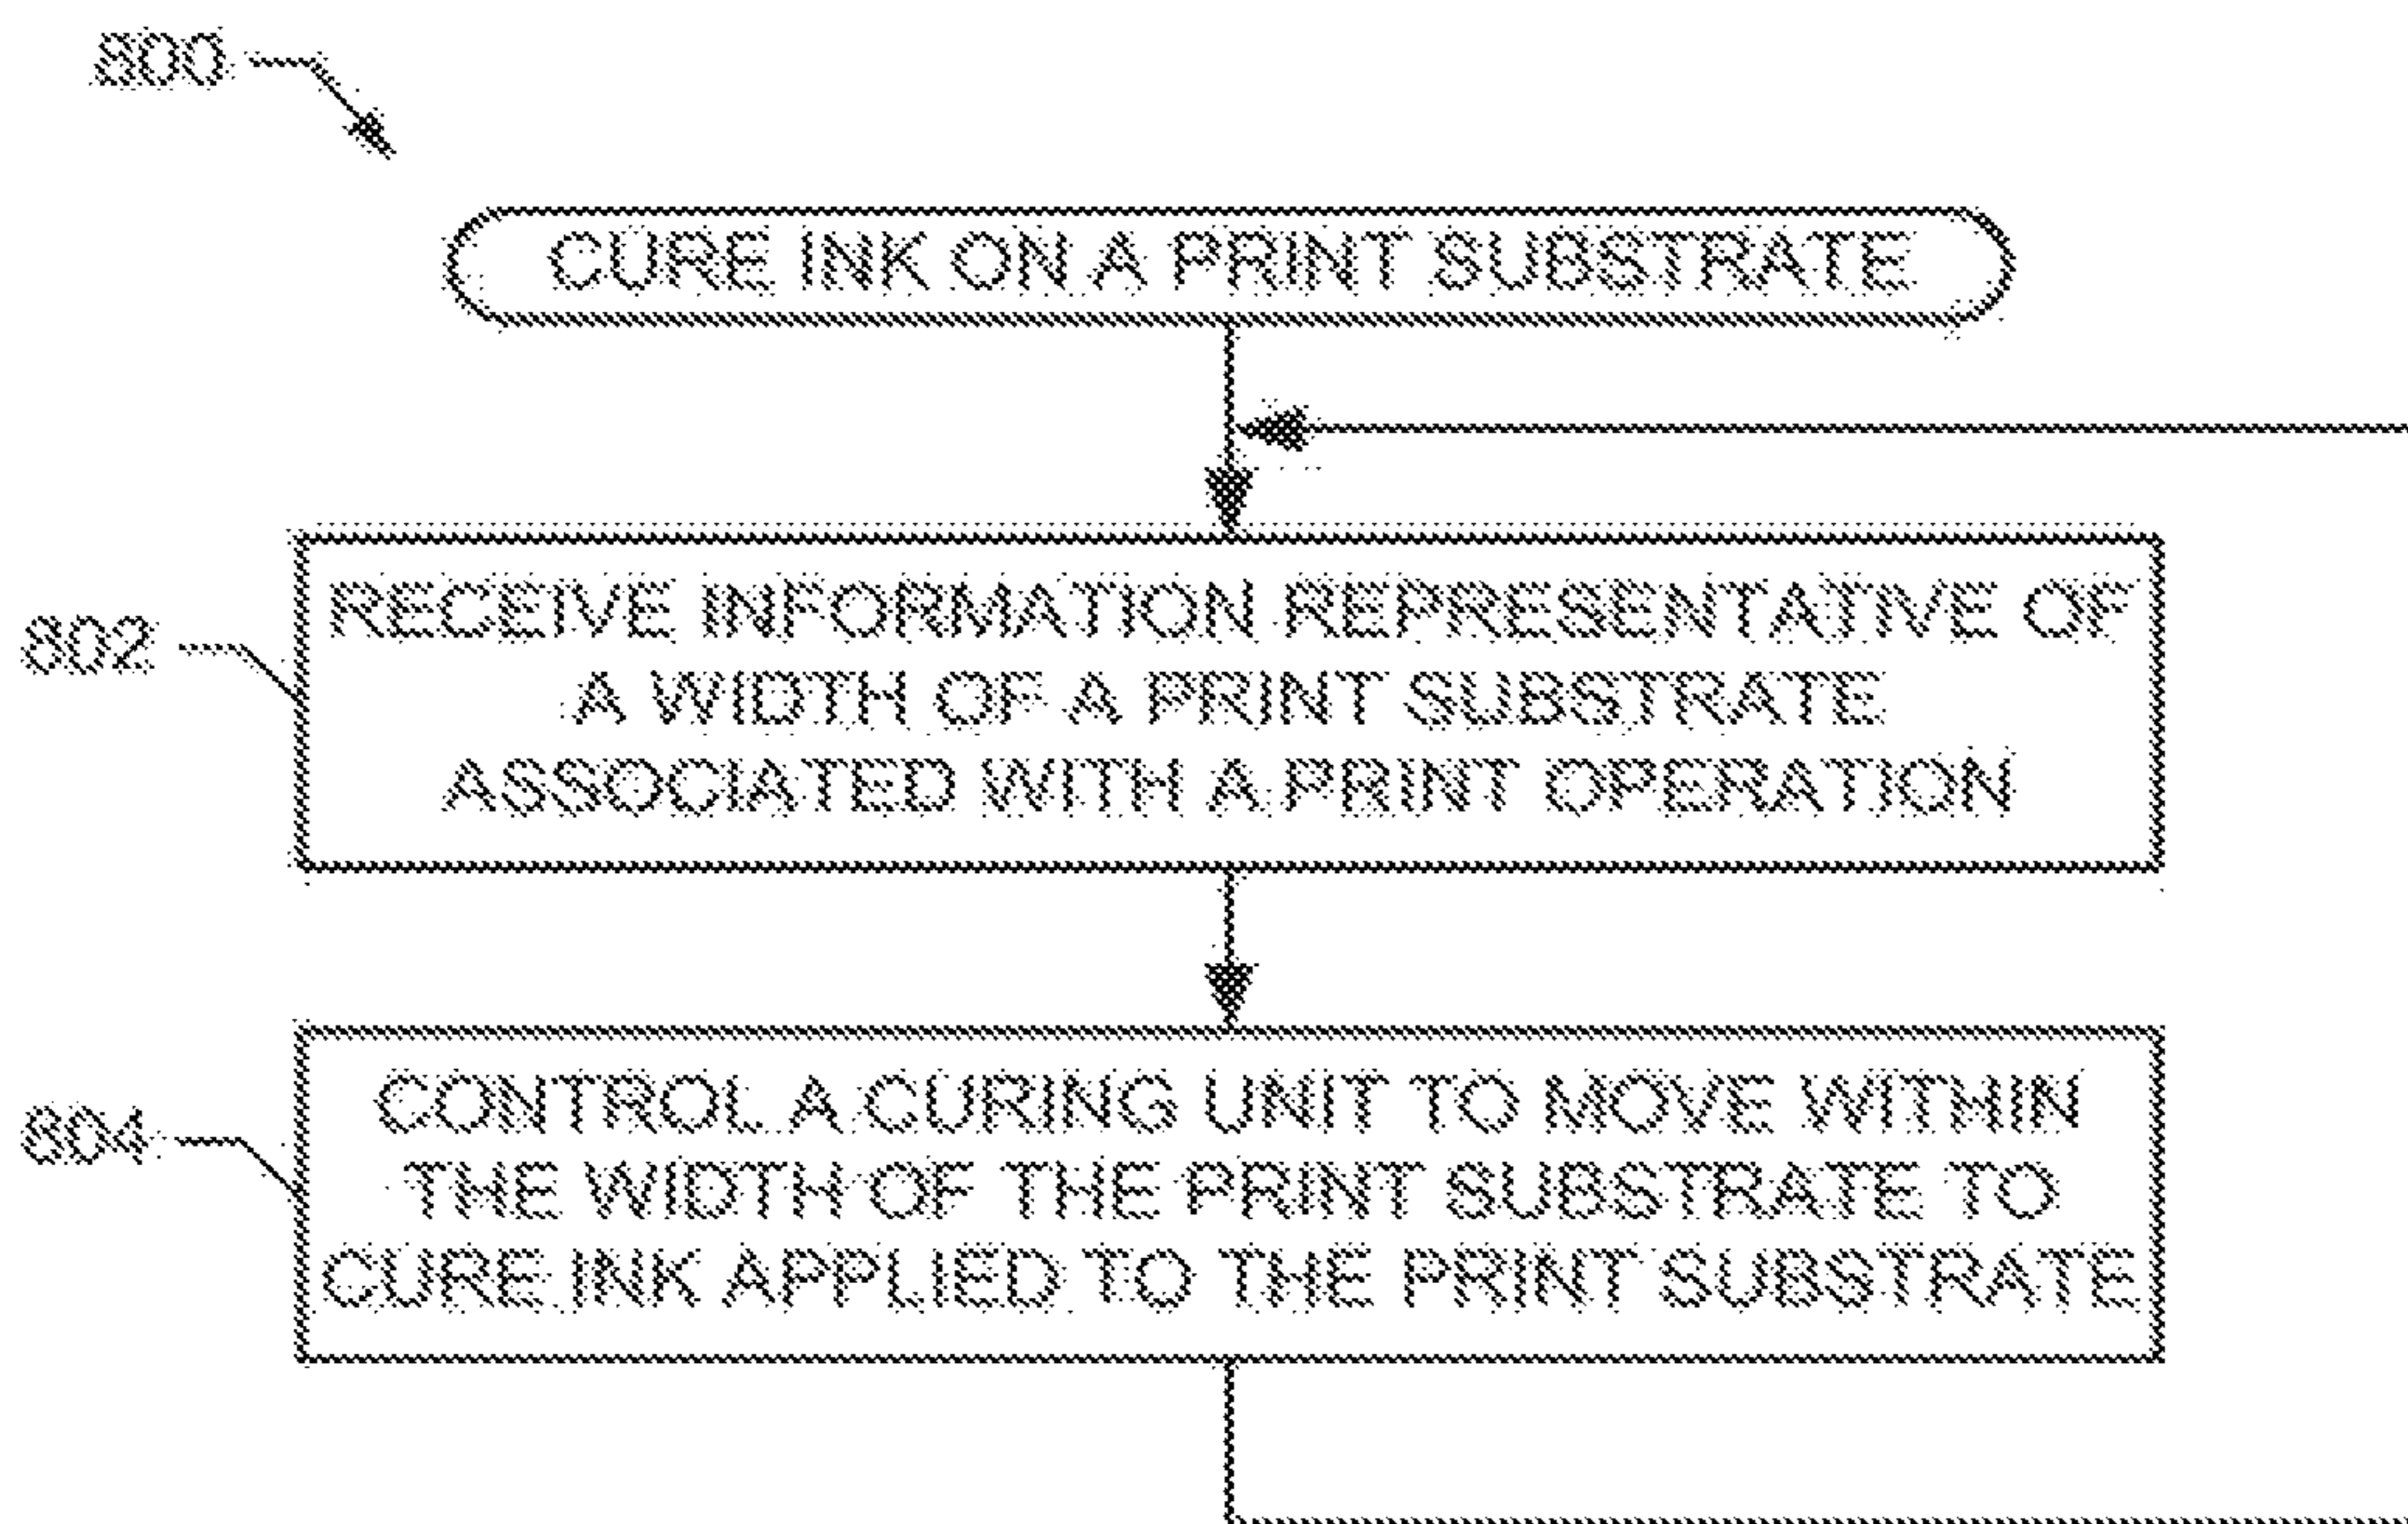 800
CURE INK ON A PRINT SUBSTRATE
802
RECEIVE INFORMATION REPRESENTATIVE OF
A WIDTH OF A PRINT SUBSTRATE
ASSOCIATED WITH A PRINT OPERATION
804
CONTROL A CURING UNIT TO MOVE WITHIN
THE WIDTH OF THE PRINT SUBSTRATE TO
CURE INK APPLIED TO THE PRINT SUBSTRATE